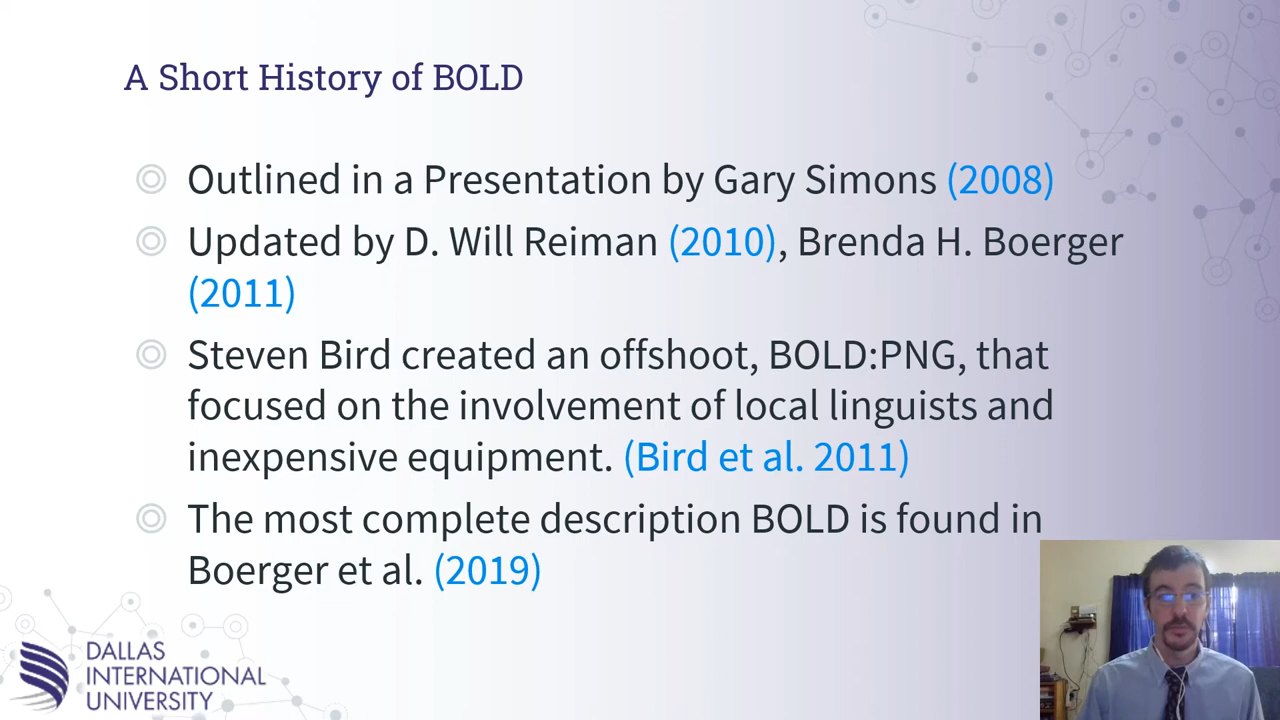 A Short History of BOLD
Outlined in a Presentation by Gary Simons (2008)
Updated by D. Will Reiman (2010), Brenda H. Boerger
(2011)
Steven Bird created an offshoot, BOLD:PNG, that
focused on the involvement of local linguists and
inexpensive equipment. (Bird et al. 2011)
The most complete description BOLD is found in
Boerger et al. (2019)
DALLAS
INTERNATIONAL
UNIVERSITY